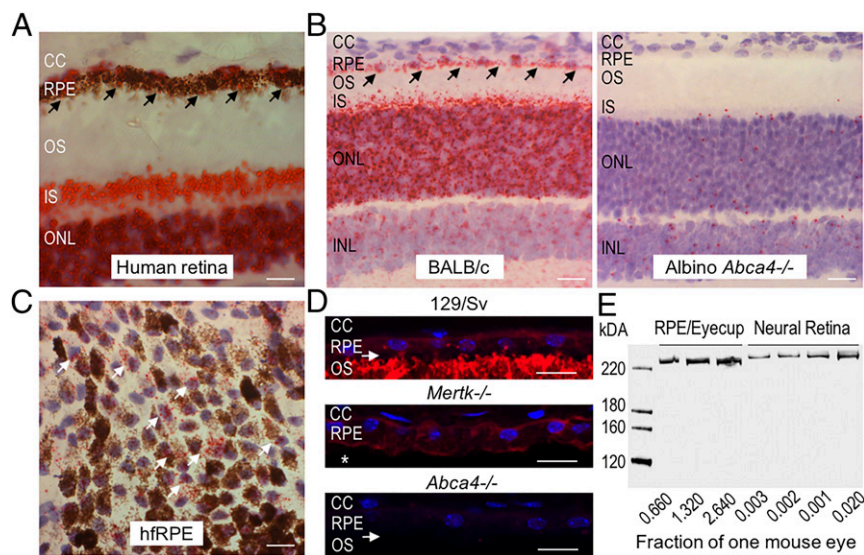 A
CC
RPE
OS
IS
ONL
Human retina
B
CC
RPE
OS
IS
ONL
INL
BALB/c
CC
RPE
OS
IS
ONL
INL
Albino Abca4-/-
C
hfRPE
D
129/Sv
CC
RPE
OS
Mertk-/-
CC
RPE
*
Abca4-/-
CC
RPE
OS
E
kDA RPE/Eyecup Neural Retina
220
180
160
120
0.660 1.320 2.640 0.003 0.002 0.001 0.020
Fraction of one mouse eye